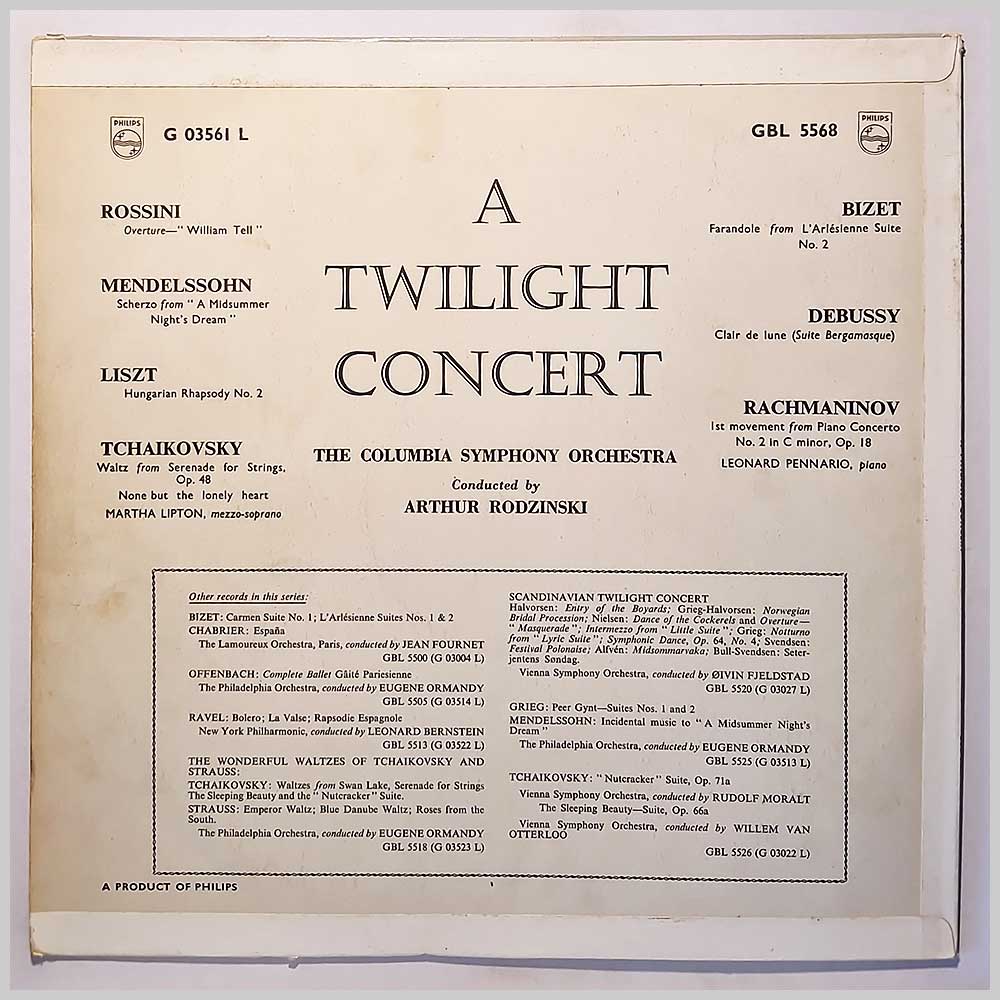 PHILIPS
G 03561 L
GBL 5568
PHILIPS
A
TWILIGHT
CONCERT
ROSSINI
Overture—“ William Tell ”
MENDELSSOHN
Scherzo from “ A Midsummer
Night's Dream ”
LISZT
Hungarian Rhapsody No. 2
TCHAIKOVSKY
Waltz from Serenade for Strings,
Op. 48
None but the lonely heart
MARTHA LIPTON, mezzo-soprano
BIZET
Farandole from L'Arlésienne Suite
No. 2
DEBUSSY
Clair de lune (Suite Bergamasque)
RACHMANINOV
1st movement from Piano Concerto
No. 2 in C minor, Op. 18
LEONARD PENNARIO, piano
THE COLUMBIA SYMPHONY ORCHESTRA
Conducted by
ARTHUR RODZINSKI
Other records in this series:
BIZET: Carmen Suite No. 1; L'Arlésienne Suites Nos. 1 & 2
CHABRIER: España
The Lamoureux Orchestra, Paris, conducted by JEAN FOURNET
GBL 5500 (G 03004 L)
OFFENBACH: Complete Ballet Gâité Pariesienne
The Philadelphia Orchestra, conducted by EUGENE ORMANDY
GBL 5505 (G 03514 L)
RAVEL: Bolero; La Valse; Rapsodie Espagnole
New York Philharmonic, conducted by LEONARD BERNSTEIN
GBL 5513 (G 03522 L)
THE WONDERFUL WALTZES OF TCHAIKOVSKY AND
STRAUSS:
TCHAIKOVSKY: Waltzes from Swan Lake, Serenade for Strings
The Sleeping Beauty and the “ Nutcracker ” Suite.
STRAUSS: Emperor Waltz; Blue Danube Waltz; Roses from the
South.
The Philadelphia Orchestra, conducted by EUGENE ORMANDY
GBL 5518 (G 03523 L)
SCANDINAVIAN TWILIGHT CONCERT
Halvorsen: Entry of the Boyards; Grieg-Halvorsen: Norwegian
Bridal Procession; Nielsen: Dance of the Cockerels and Overture—
“ Masquerade ”; Intermezzo from “ Little Suite ”; Grieg: Notturno
from “ Lyric Suite ”; Symphonic Dance, Op. 64, No. 4; Svendsen:
Festival Polonaise; Alfvén: Midsommarvaka; Bull-Svendsen: Seter-
jentens Søndag.
Vienna Symphony Orchestra, conducted by ØIVIN FJELDSTAD
GBL 5520 (G 03027 L)
GRIEG: Peer Gynt—Suites Nos. 1 and 2
MENDELSSOHN: Incidental music to “ A Midsummer Night's
Dream ”
The Philadelphia Orchestra, conducted by EUGENE ORMANDY
GBL 5525 (G 03513 L)
TCHAIKOVSKY: “ Nutcracker ” Suite, Op. 71a
Vienna Symphony Orchestra, conducted by RUDOLF MORALT
The Sleeping Beauty—Suite, Op. 66a
Vienna Symphony Orchestra, conducted by WILLEM VAN
OTTERLOO
GBL 5526 (G 03022 L)
A PRODUCT OF PHILIPS